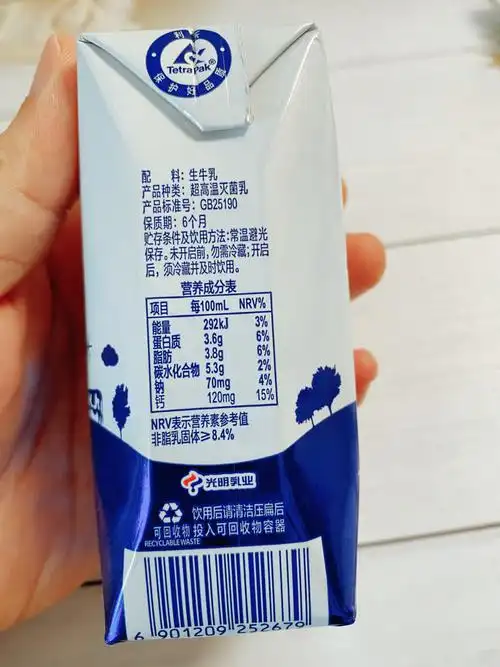 利乐
TetraPak®
保护好品质
配 料：生牛乳
产品种类：超高温灭菌乳
产品标准号：GB25190
保质期：6个月
贮存条件及饮用方法：常温避光
保存。未开启前，勿需冷藏；开启
后，须冷藏并及时饮用。
营养成分表
项目 每100mL NRV%
能量 292kJ 3%
蛋白质 3.6g 6%
脂肪 3.8g 6%
碳水化合物 5.3g 2%
钠 70mg 4%
钙 120mg 15%
NRV表示营养素参考值
非脂乳固体≥8.4%
光明乳业
饮用后请清洁压扁后
可回收物 投入可回收物容器
RECYCLABLE WASTE
6 901209 252679